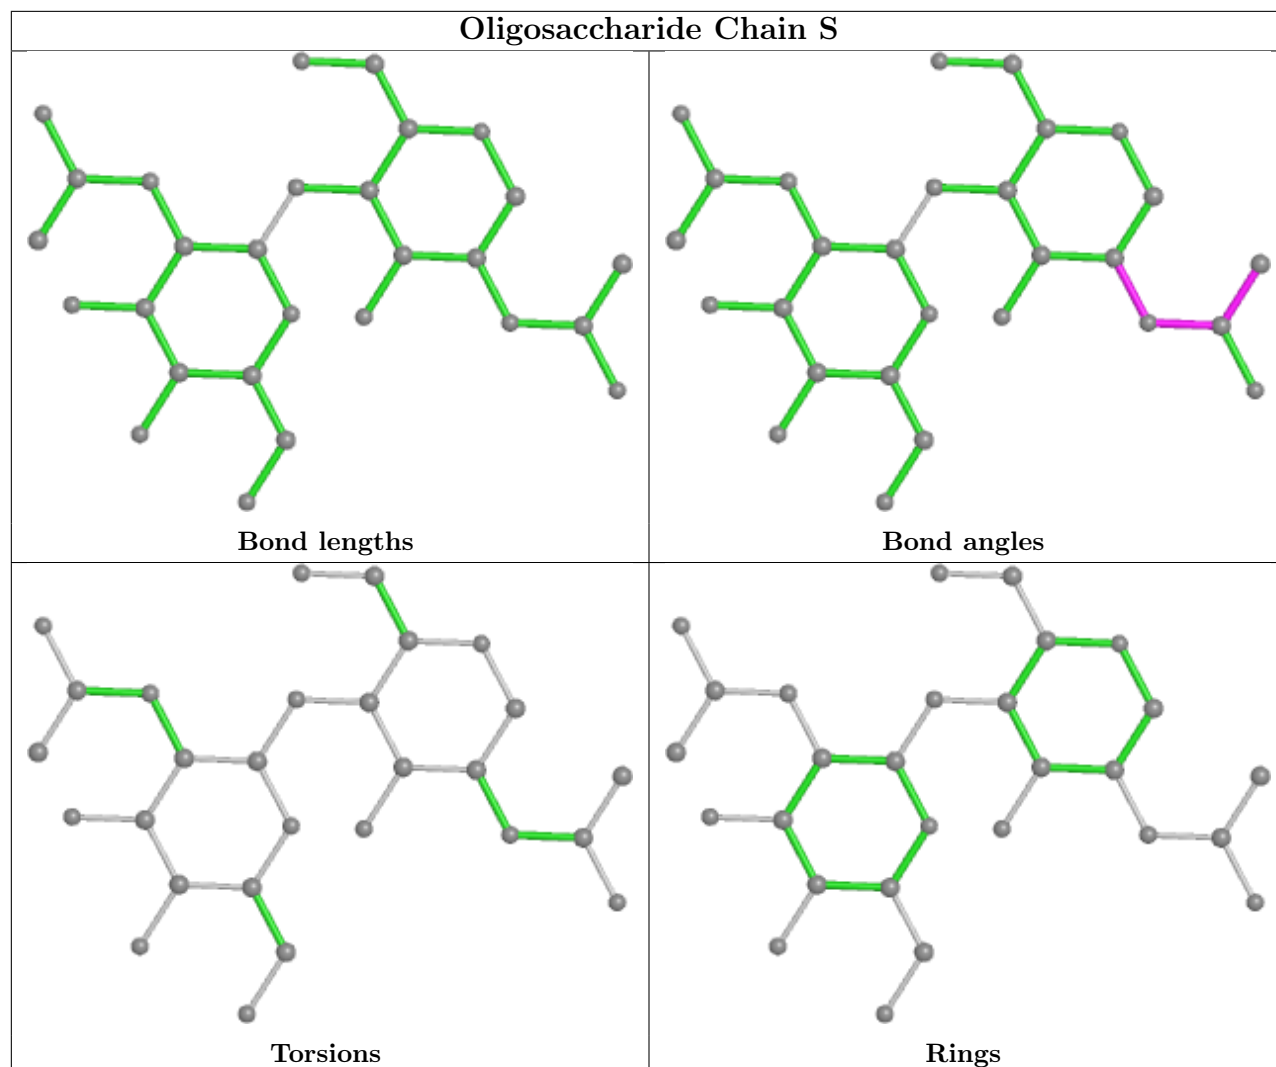 Oligosaccharide Chain S
Bond lengths
Bond angles
Torsions
Rings